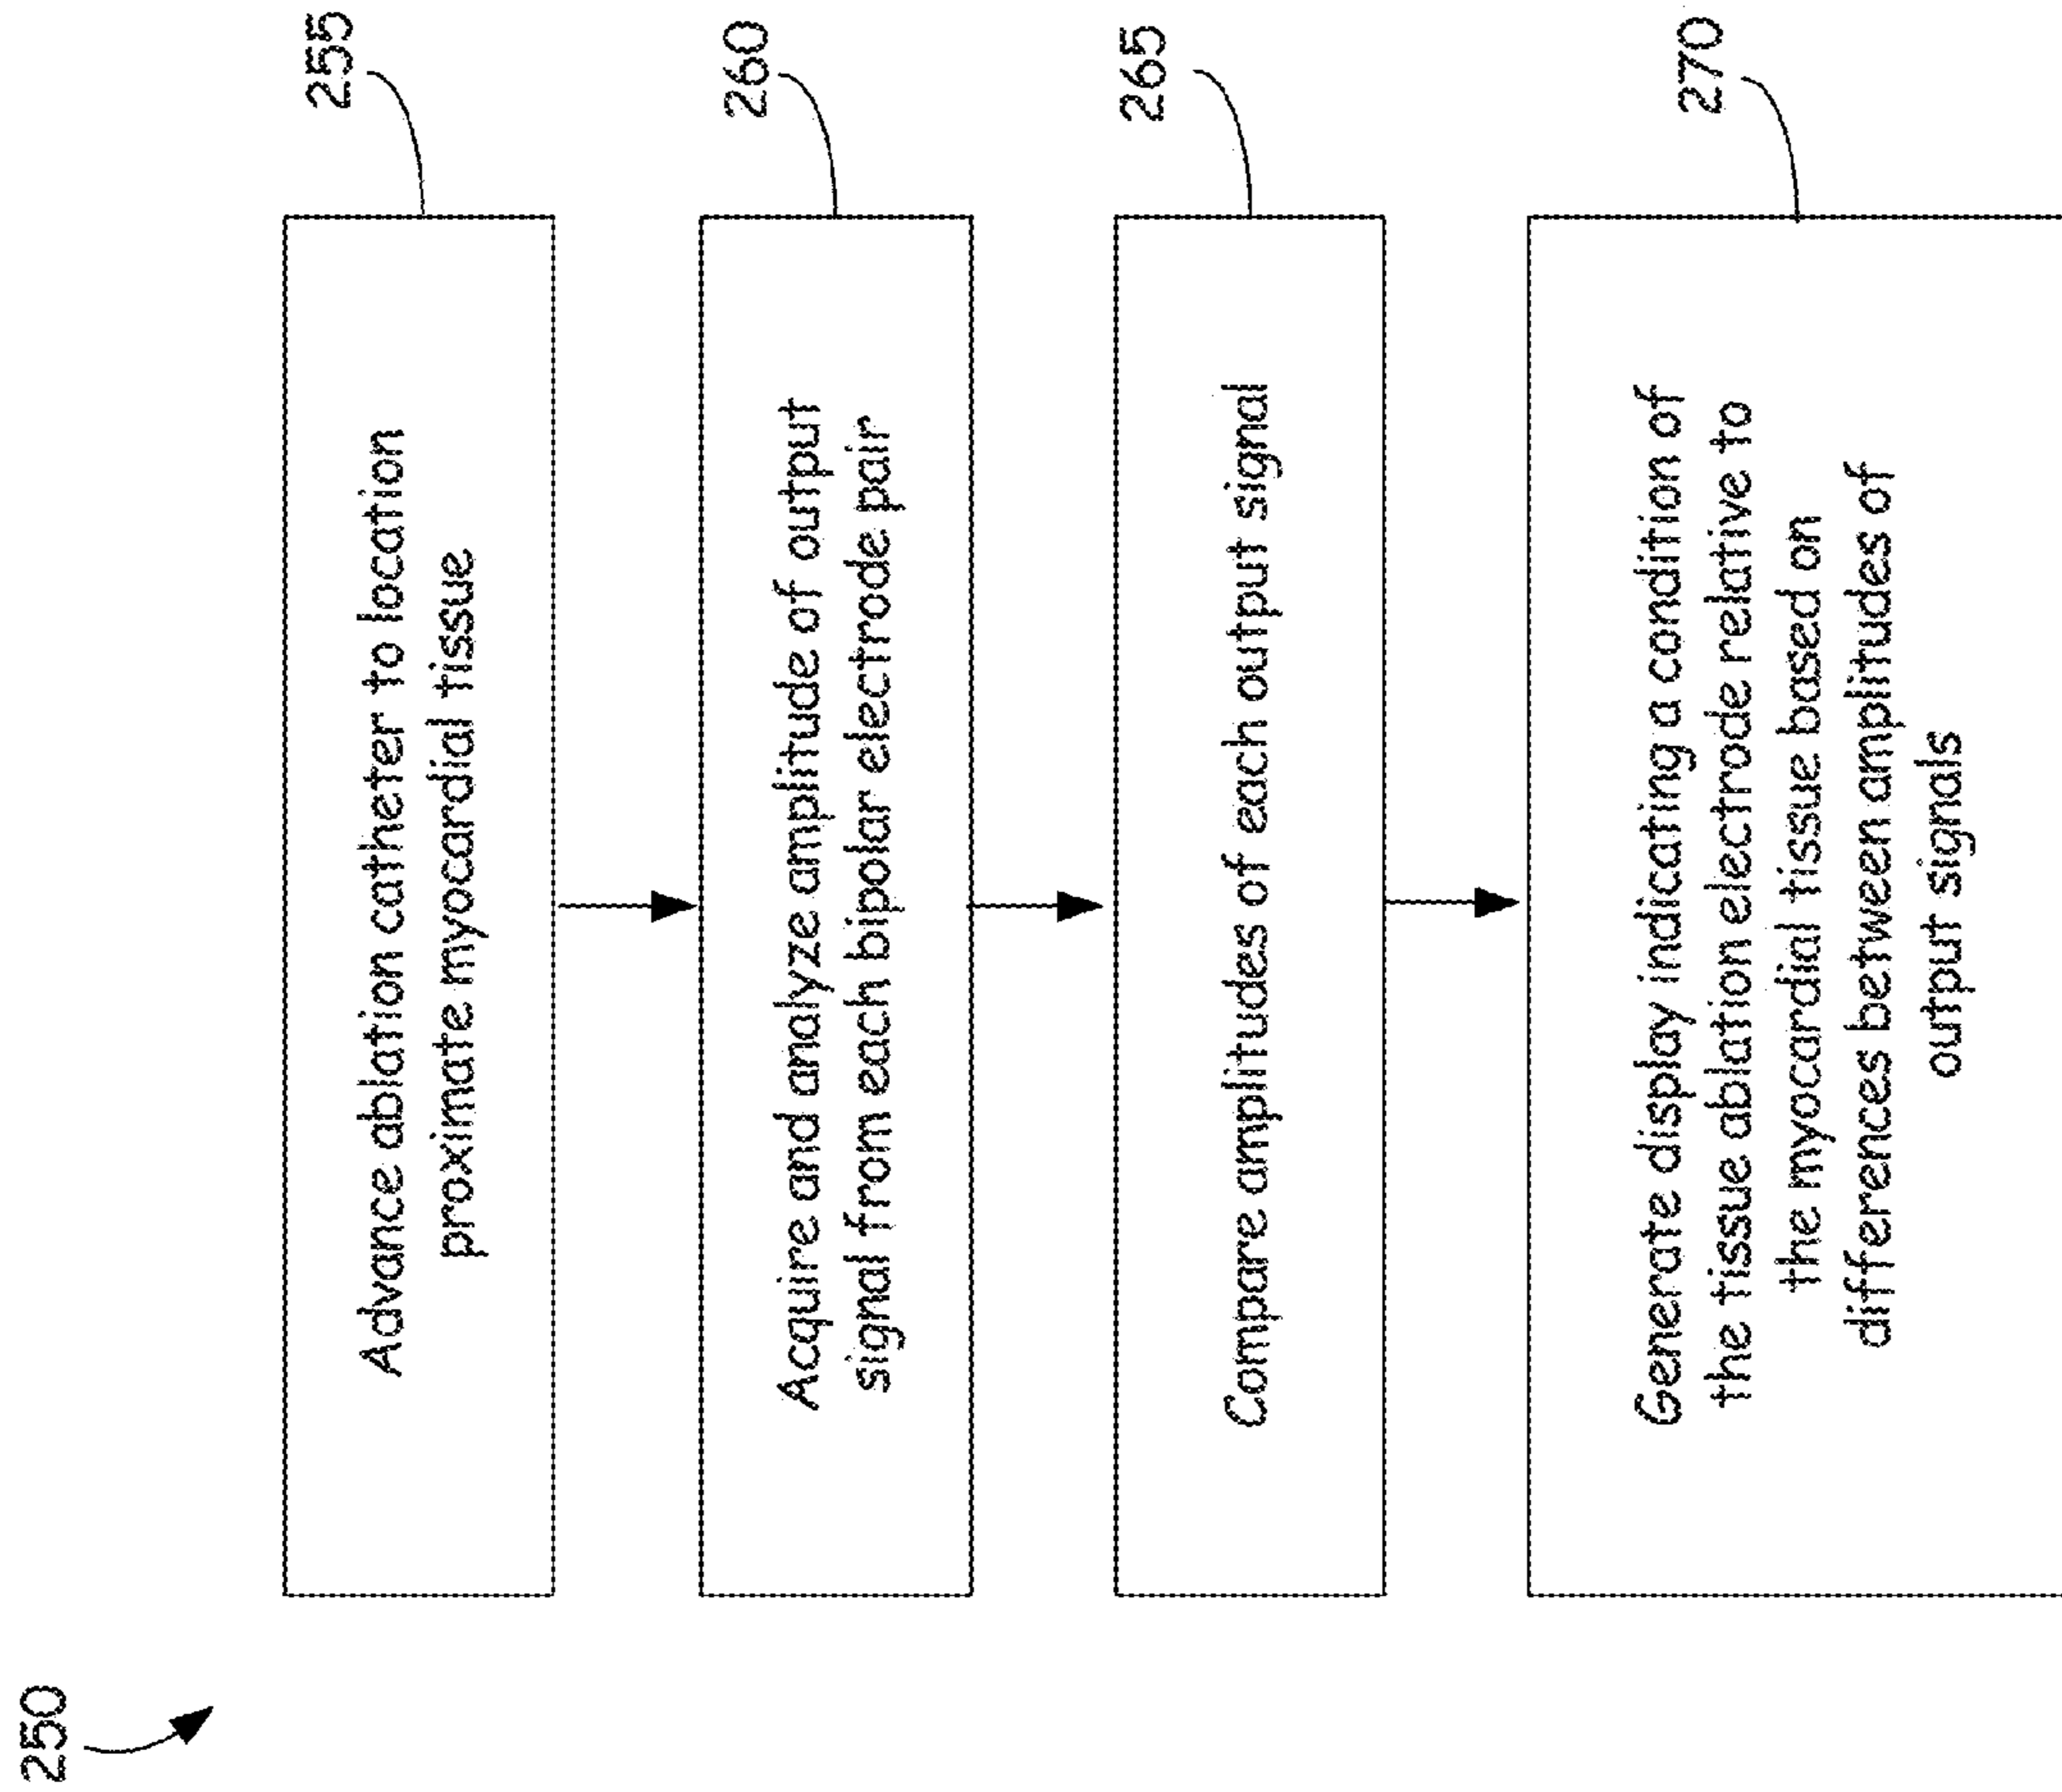 250
255
Advance ablation catheter to location
proximate myocardial tissue
260
Acquire and analyze amplitude of output
signal from each bipolar electrode pair
265
Compare amplitudes of each output signal
270
Generate display indicating a condition of
the tissue ablation electrode relative to
the myocardial tissue based on
differences between amplitudes of
output signals